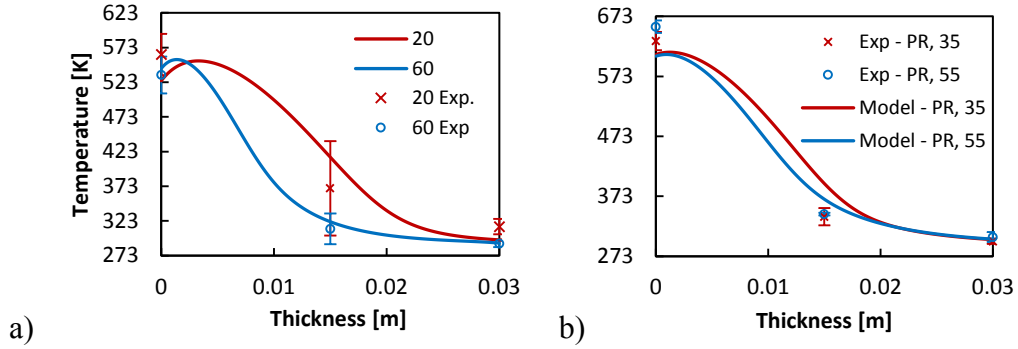 623
573
523
473
423
373
323
273
Temperature [K]
0
0.01
0.02
0.03
Thickness [m]
20
60
20 Exp.
60 Exp
a)
673
573
473
373
273
0
0.01
0.02
0.03
Thickness [m]
Exp - PR, 35
Exp - PR, 55
Model - PR, 35
Model - PR, 55
b)